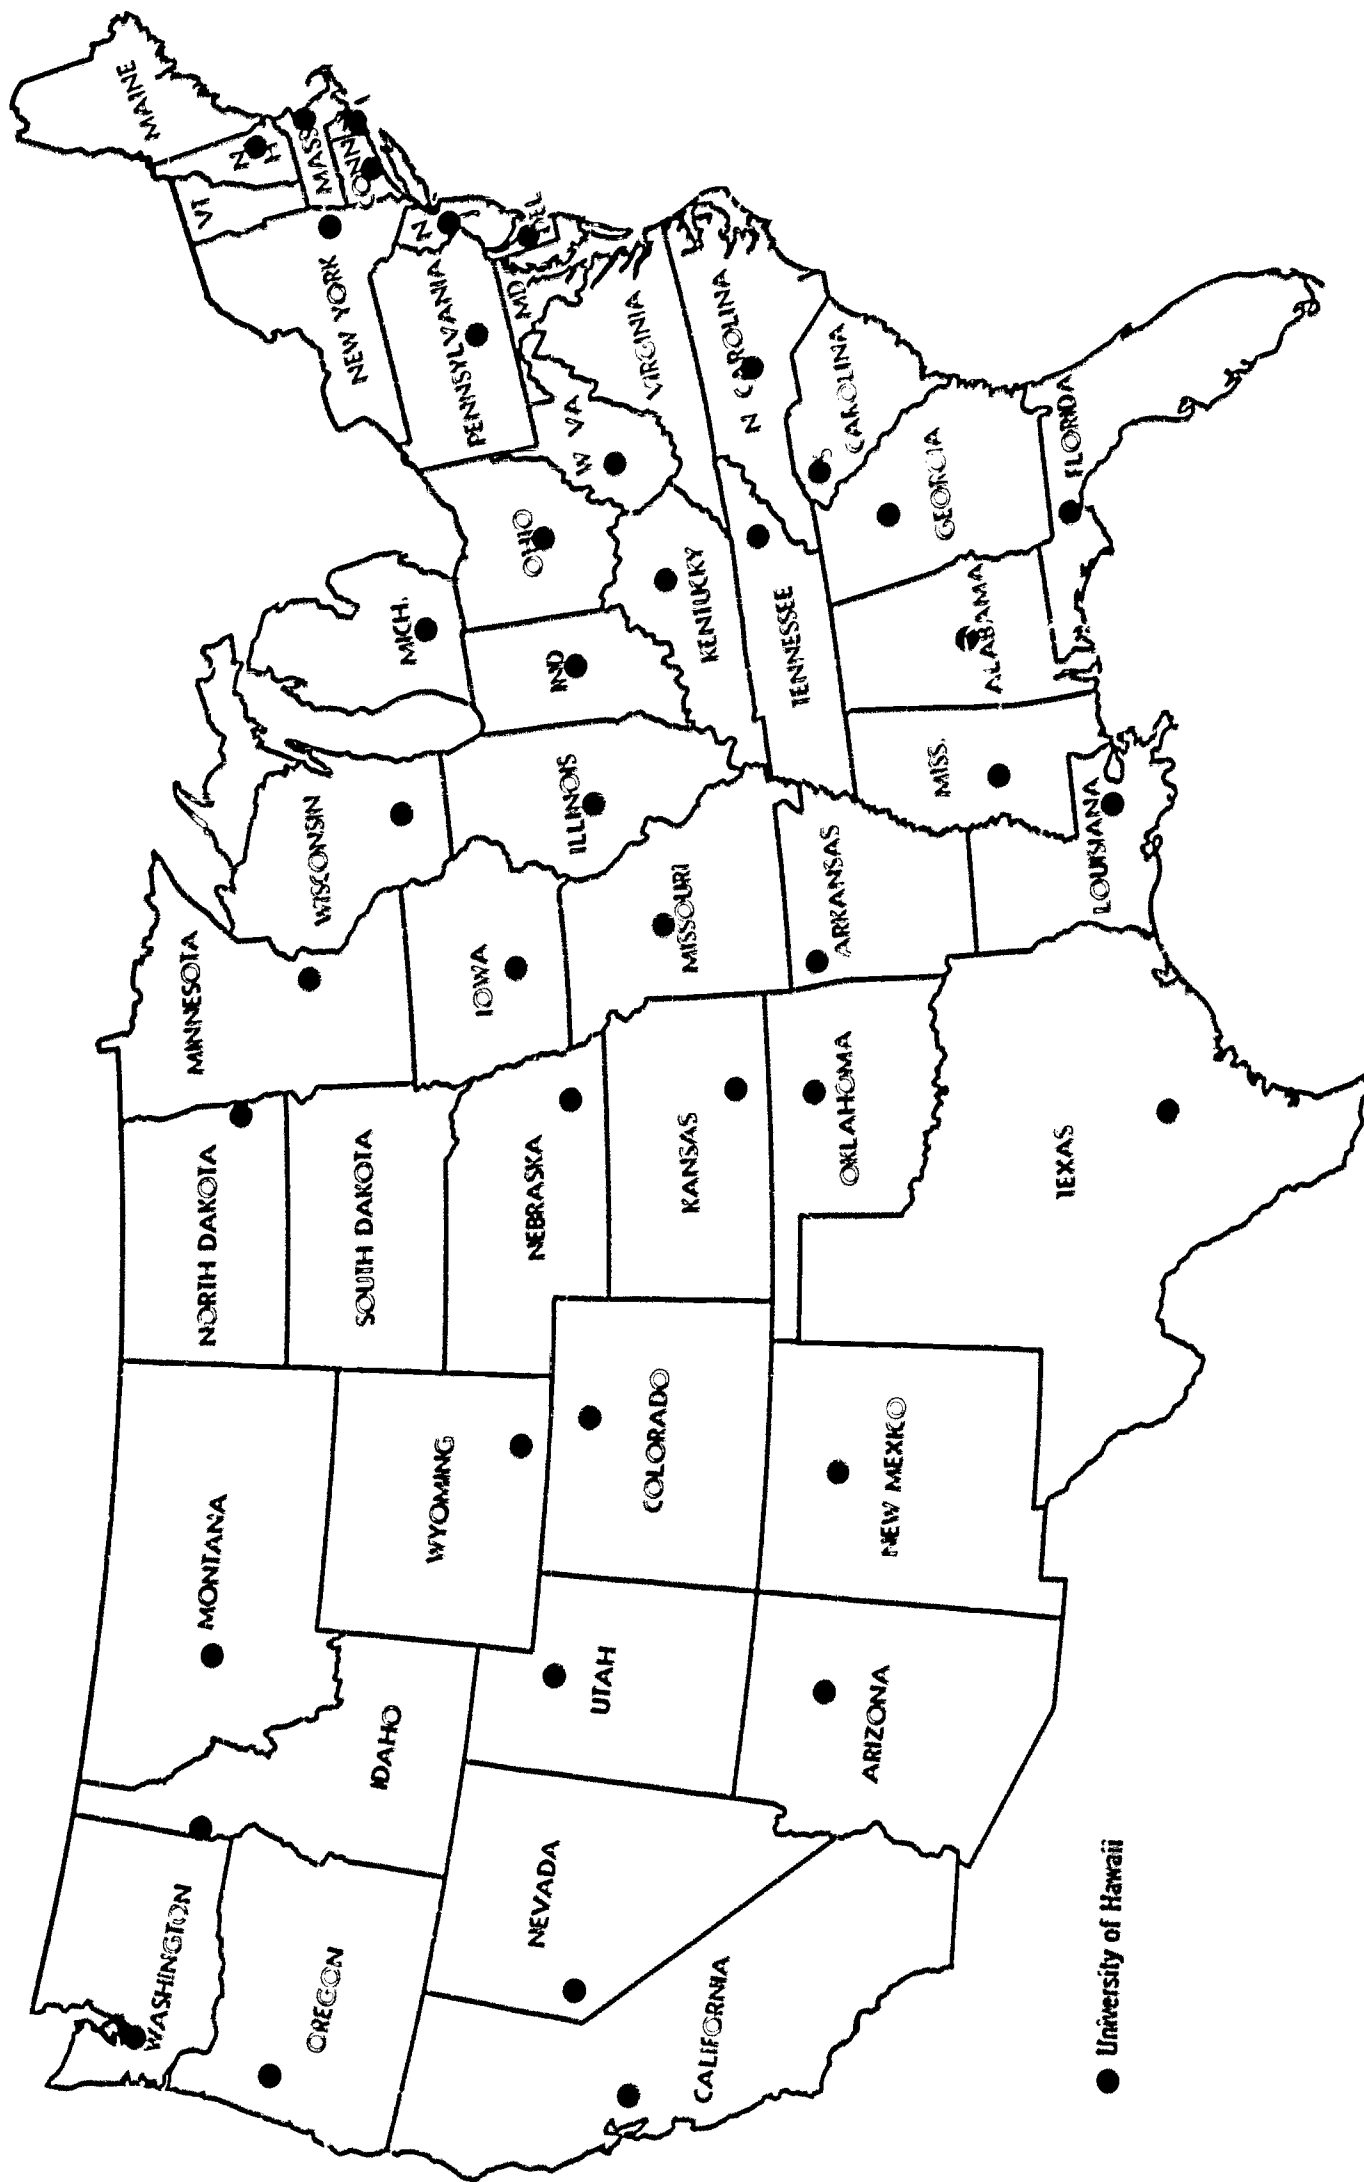 WASHINGTON
OREGON
CALIFORNIA
NEVADA
IDAHO
MONTANA
WYOMING
UTAH
COLORADO
ARIZONA
NEW MEXICO
NORTH DAKOTA
SOUTH DAKOTA
NEBRASKA
KANSAS
OKLAHOMA
TEXAS
MINNESOTA
IOWA
MISSOURI
ARKANSAS
LOUISIANA
WISCONSIN
ILLINOIS
MISS.
MICH.
IND
OHIO
KENTUCKY
TENNESSEE
ALABAMA
GEORGIA
FLORIDA
S
CAROLINA
N CAROLINA
VIRGINIA
W VA
MD
DEL
PENNSYLVANIA
N
NEW YORK
VT
N
H
MAINE
MASS
CONN
University of Hawaii